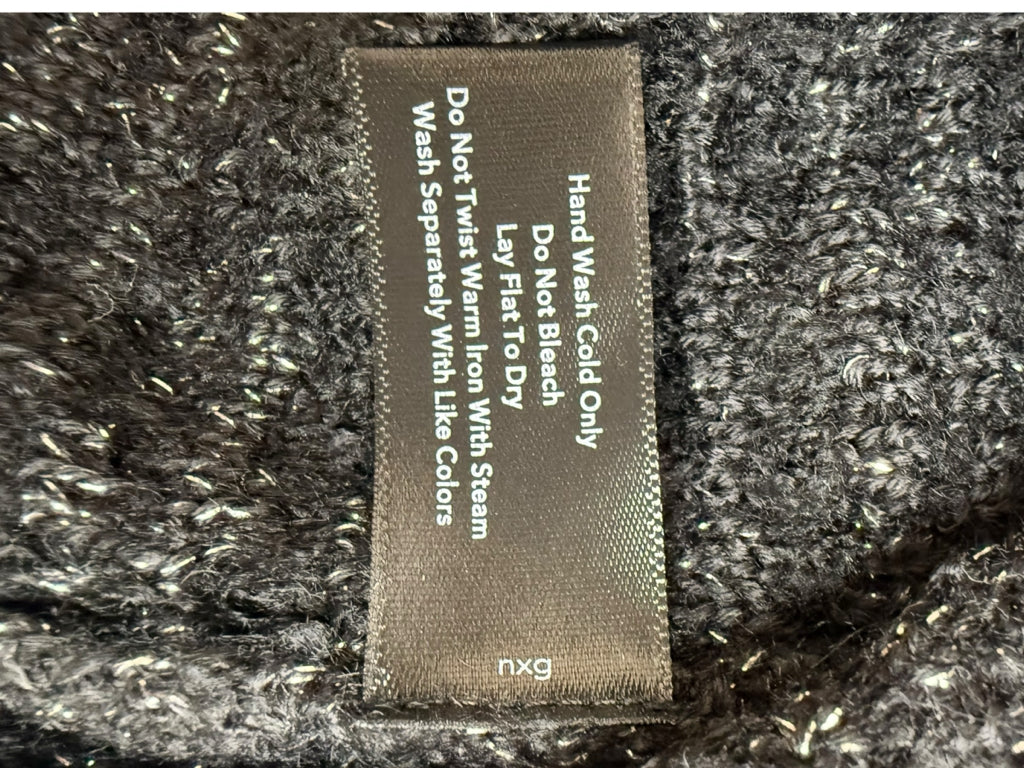 Hand Wash Cold Only
Do Not Bleach
Lay Flat To Dry
Do Not Twist Warm Iron With Steam
Wash Separately With Like Colors
nxg